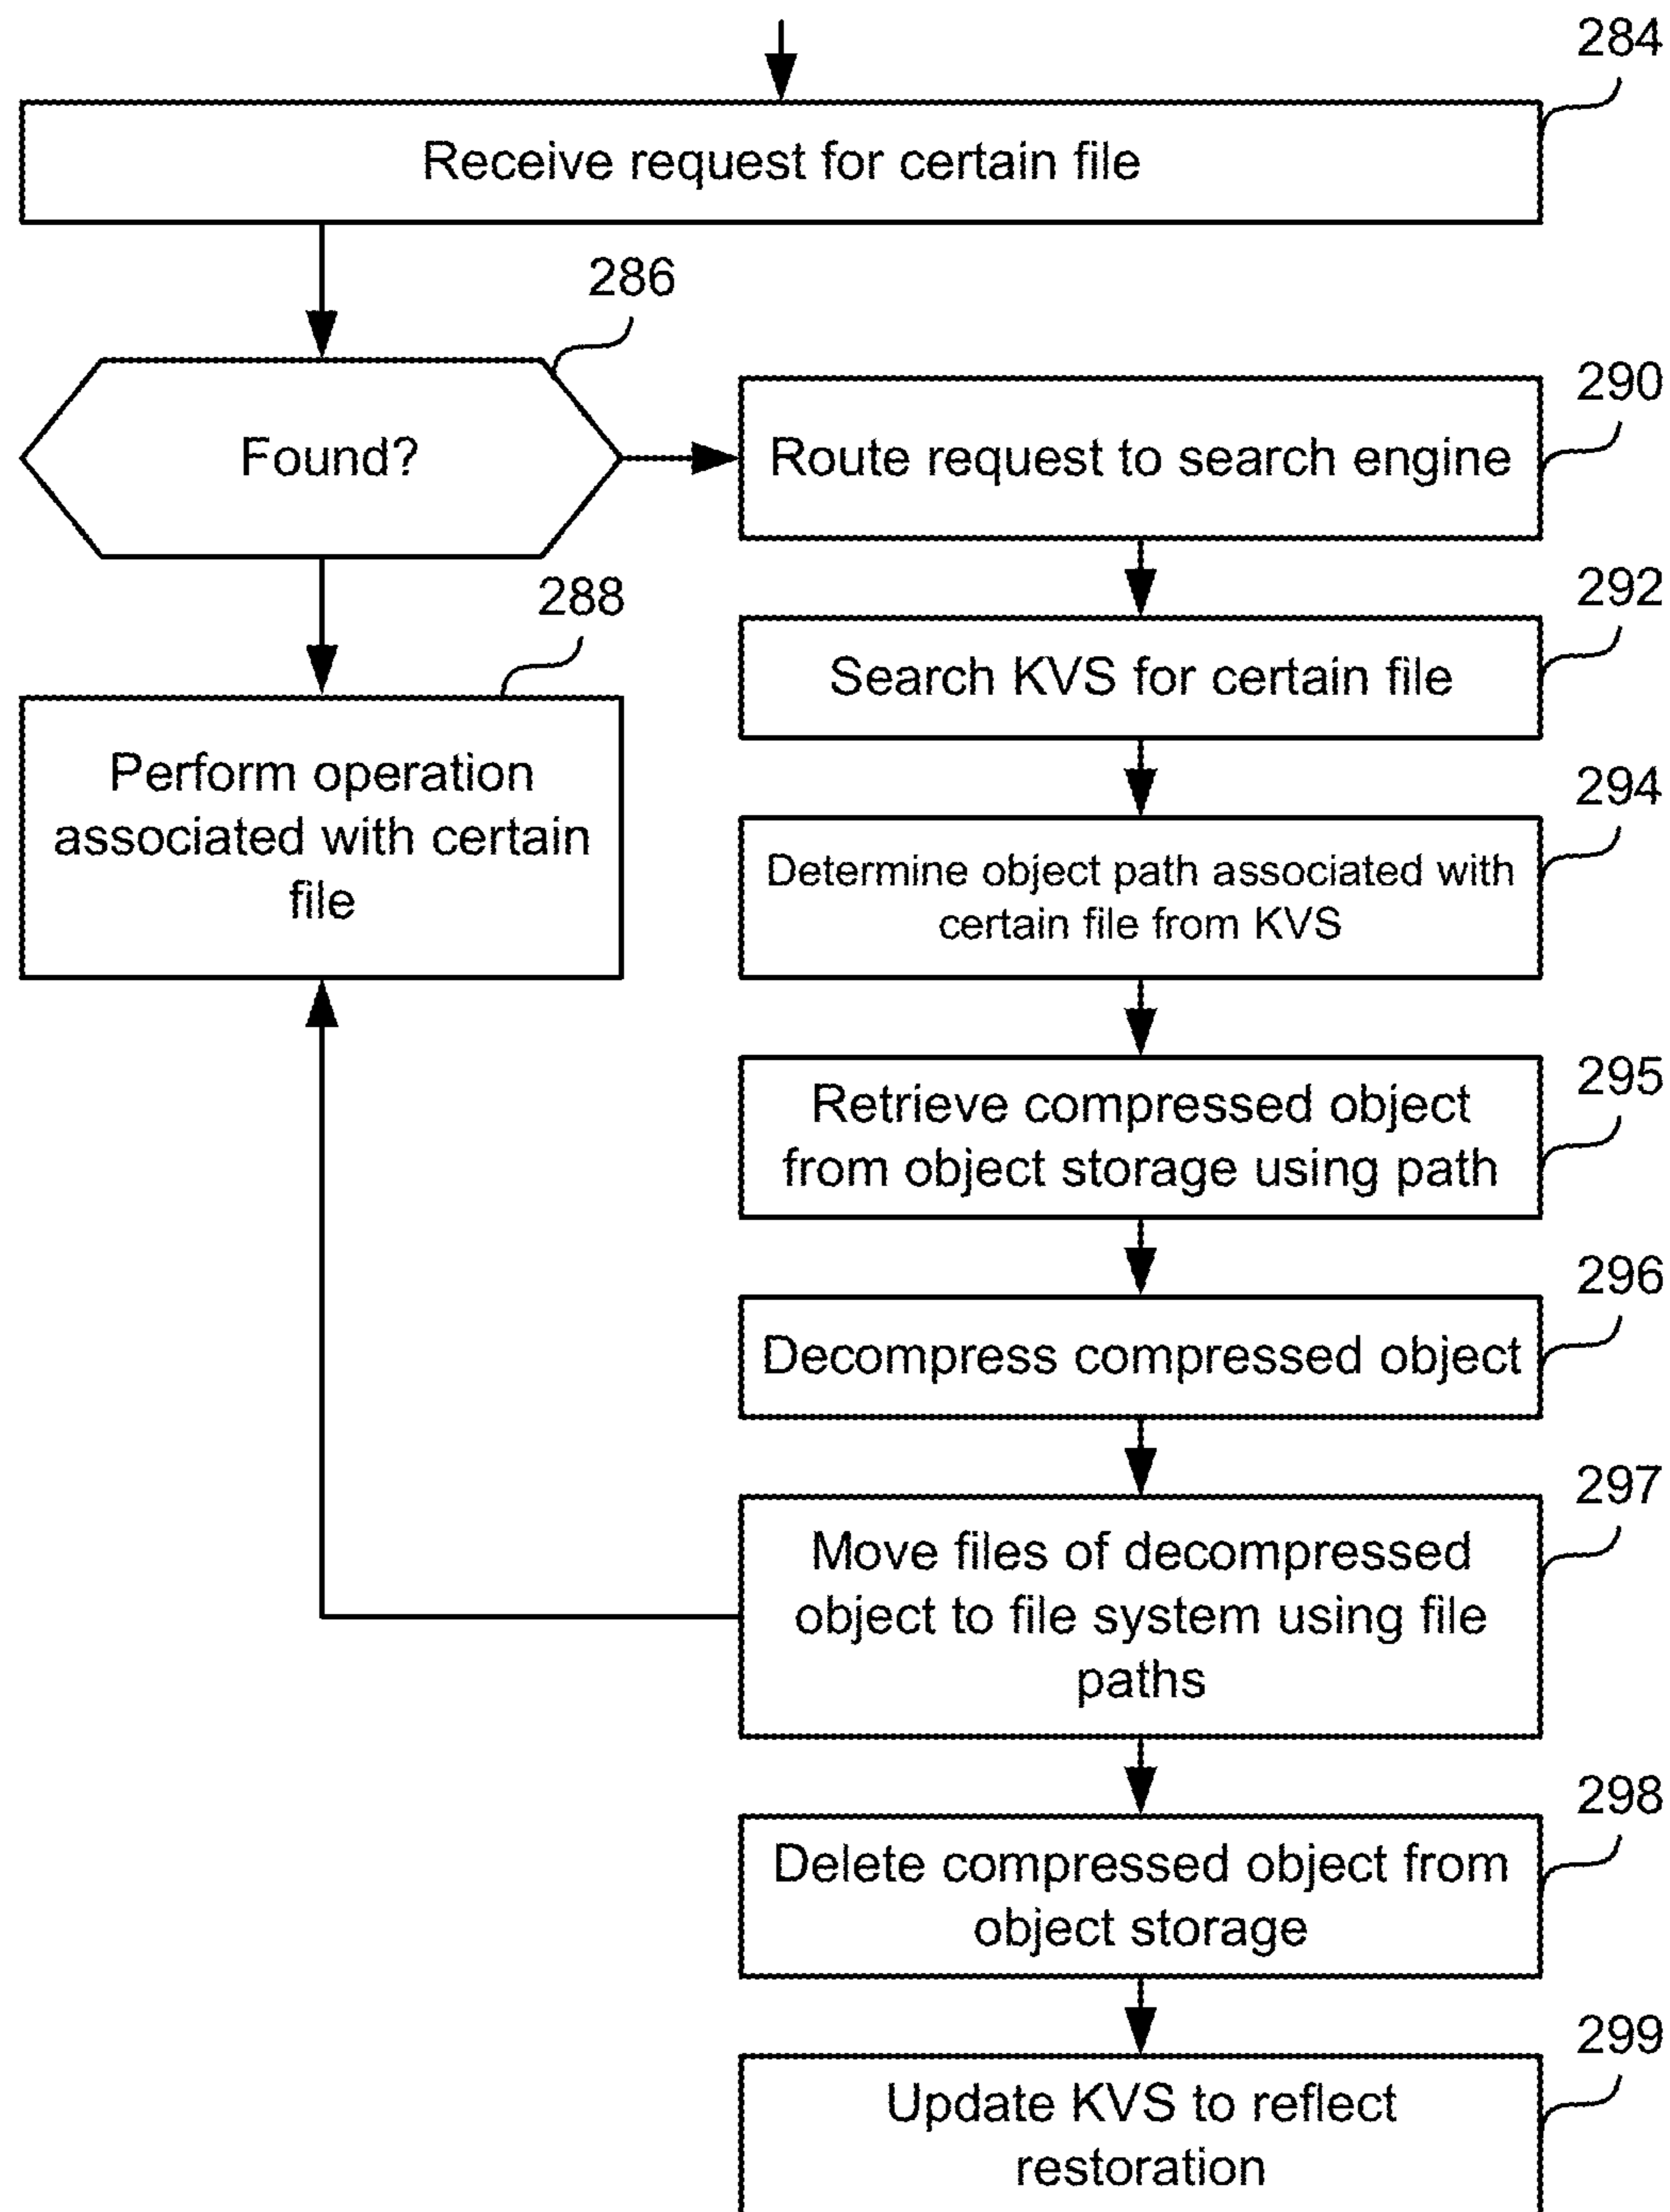 284
Receive request for certain file
286
Found?
290
Route request to search engine
288
292
Search KVS for certain file
Perform operation
associated with certain
file
294
Determine object path associated with
certain file from KVS
295
Retrieve compressed object
from object storage using path
296
Decompress compressed object
297
Move files of decompressed
object to file system using file
paths
298
Delete compressed object from
object storage
299
Update KVS to reflect
restoration